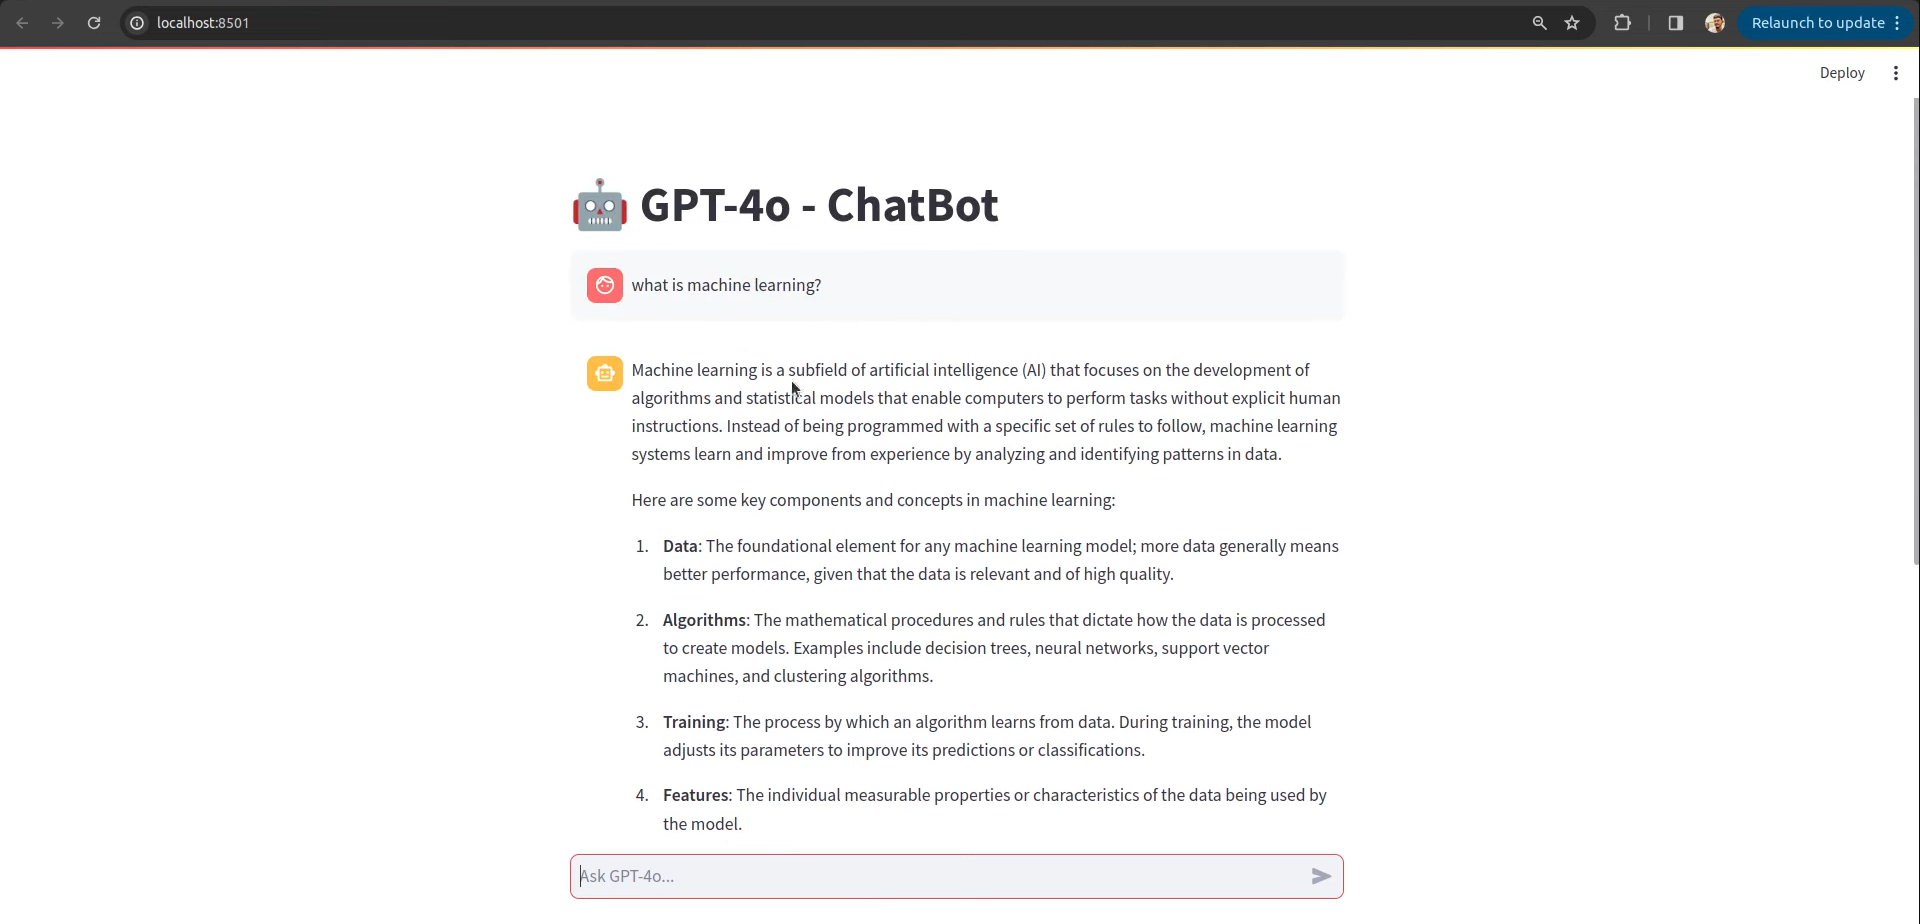 localhost:8501
Relaunch to update
Deploy
GPT-4o - ChatBot
what is machine learning?
Machine learning is a subfield of artificial intelligence (AI) that focuses on the development of
algorithms and statistical models that enable computers to perform tasks without explicit human
instructions. Instead of being programmed with a specific set of rules to follow, machine learning
systems learn and improve from experience by analyzing and identifying patterns in data.
Here are some key components and concepts in machine learning:
1. Data: The foundational element for any machine learning model; more data generally means
better performance, given that the data is relevant and of high quality.
2. Algorithms: The mathematical procedures and rules that dictate how the data is processed
to create models. Examples include decision trees, neural networks, support vector
machines, and clustering algorithms.
3. Training: The process by which an algorithm learns from data. During training, the model
adjusts its parameters to improve its predictions or classifications.
4. Features: The individual measurable properties or characteristics of the data being used by
the model.
Ask GPT-4o...